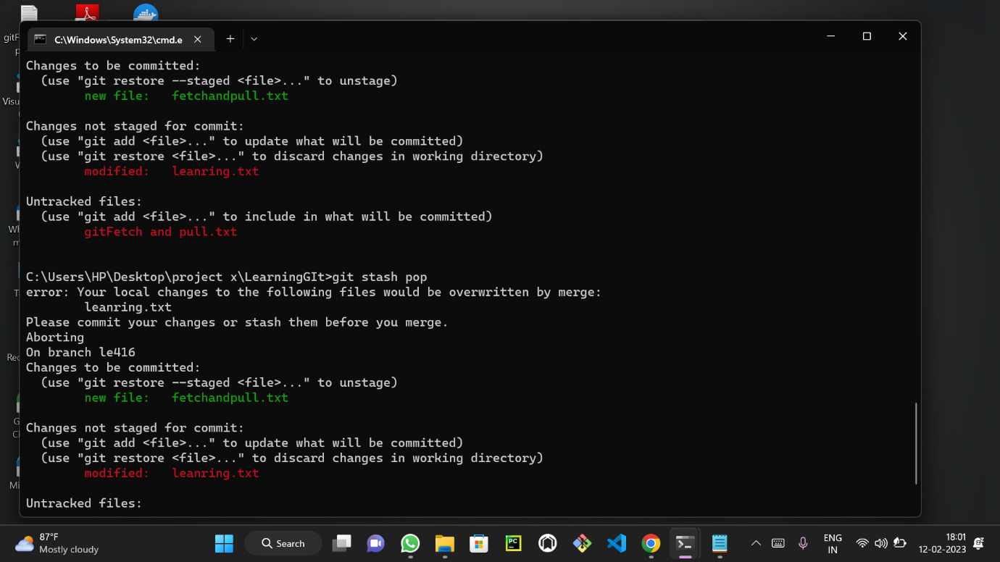 gitF
p
Visu
W
Wh
m
T
Rec
G
C
Mi
C:\Windows\System32\cmd.e
Changes to be committed:
(use "git restore --staged <file>..." to unstage)
new file: fetchandpull.txt
Changes not staged for commit:
(use "git add <file>..." to update what will be committed)
(use "git restore <file>..." to discard changes in working directory)
modified: leanring.txt
Untracked files:
(use "git add <file>..." to include in what will be committed)
gitFetch and pull.txt
C:\Users\HP\Desktop\project x\LearningGIt>git stash pop
error: Your local changes to the following files would be overwritten by merge:
leanring.txt
Please commit your changes or stash them before you merge.
Aborting
On branch le416
Changes to be committed:
(use "git restore --staged <file>..." to unstage)
new file: fetchandpull.txt
Changes not staged for commit:
(use "git add <file>..." to update what will be committed)
(use "git restore <file>..." to discard changes in working directory)
modified: leanring.txt
Untracked files:
87°F
Mostly cloudy
Search
PC
ENG
IN
18:01
12-02-2023